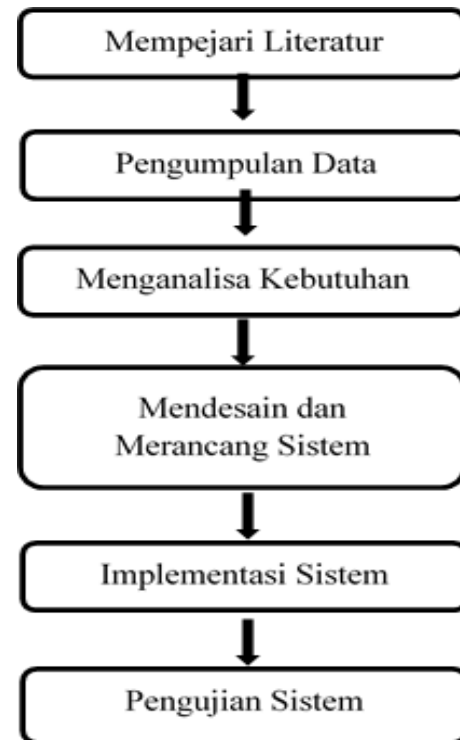 Mempejari Literatur
Pengumpulan Data
Menganalisa Kebutuhan
Mendesain dan
Merancang Sistem
Implementasi Sistem
Pengujian Sistem